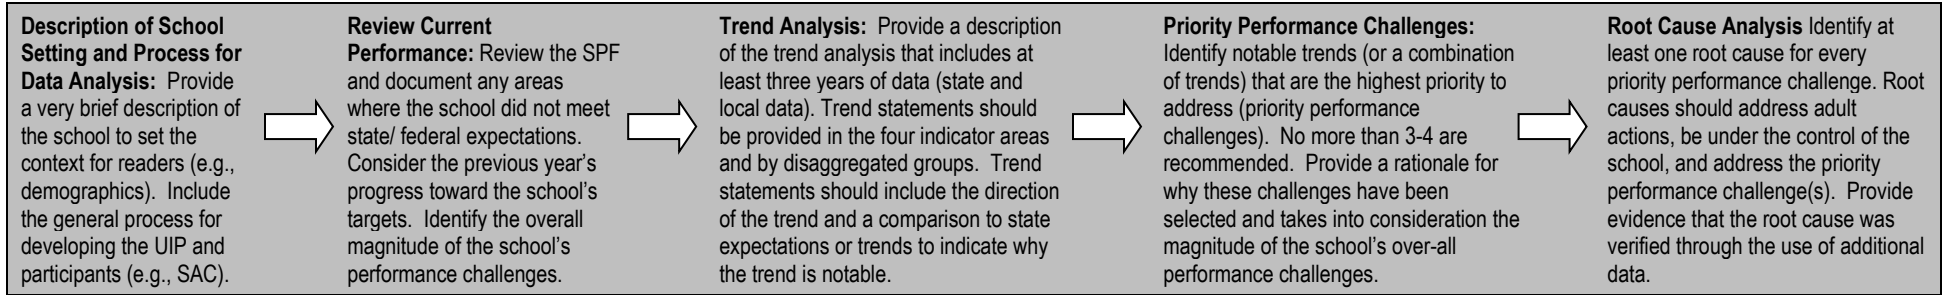 Description of School
Setting and Process for
Data Analysis: Provide
a very brief description of
the school to set the
context for readers (e.g.,
demographics). Include
the general process for
developing the UIP and
participants (e.g., SAC).
Review Current
Performance: Review the SPF
and document any areas
where the school did not meet
state/ federal expectations.
Consider the previous year's
progress toward the school's
targets. Identify the overall
magnitude of the school's
performance challenges.
Trend Analysis: Provide a description
of the trend analysis that includes at
least three years of data (state and
local data). Trend statements should
be provided in the four indicator areas
and by disaggregated groups. Trend
statements should include the direction
of the trend and a comparison to state
expectations or trends to indicate why
the trend is notable.
Priority Performance Challenges:
Identify notable trends (or a combination
of trends) that are the highest priority to
address (priority performance
challenges). No more than 3-4 are
recommended. Provide a rationale for
why these challenges have been
selected and takes into consideration the
magnitude of the school's over-all
performance challenges.
Root Cause Analysis Identify at
least one root cause for every
priority performance challenge. Root
causes should address adult
actions, be under the control of the
school, and address the priority
performance challenge(s). Provide
evidence that the root cause was
verified through the use of additional
data.